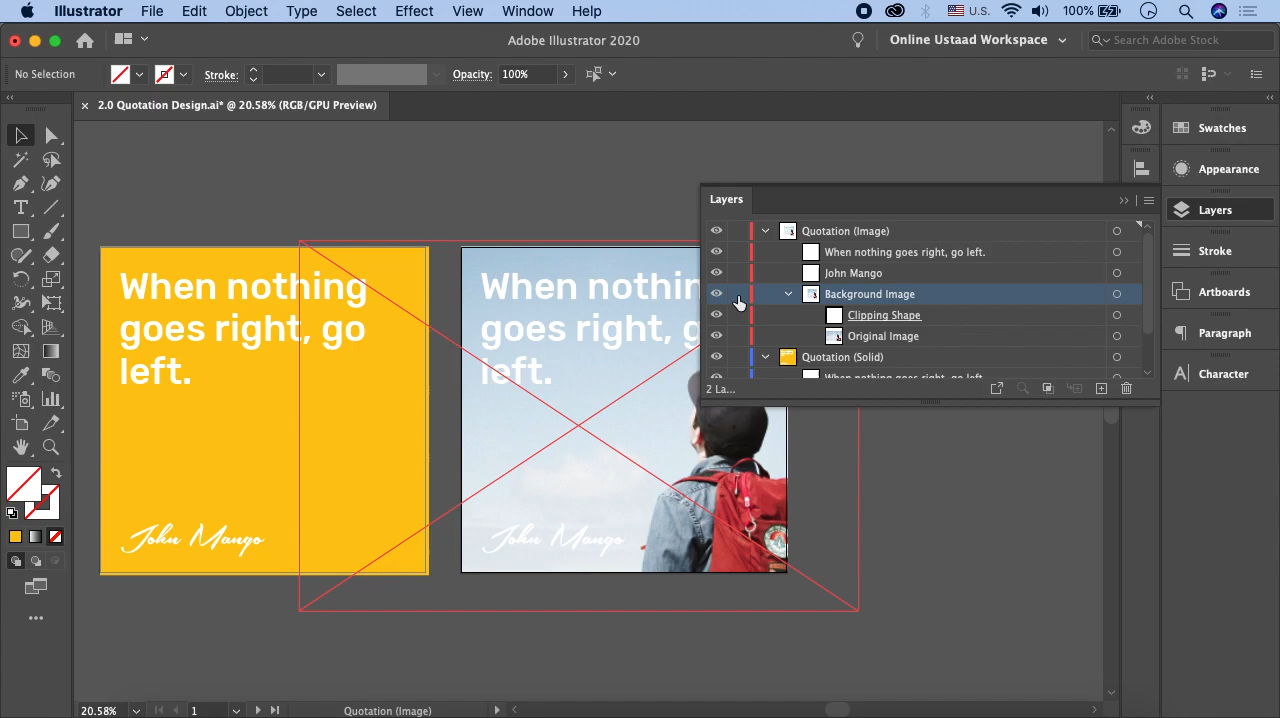 Illustrator File Edit Object Type Select Effect View Window Help U.S. 100%
Adobe Illustrator 2020 Online Ustaad Workspace Search Adobe Stock
No Selection Stroke: Opacity: 100%
× 2.0 Quotation Design.ai* @ 20.58% (RGB/GPU Preview)
Swatches
Appearance
Layers
Stroke
Artboards
Paragraph
Character
Layers
Quotation (Image)
When nothing goes right, go left.
John Mango
Background Image
Clipping Shape
Original Image
Quotation (Solid)
When nothing goes right, go left.
2 La...
When nothing
goes right, go
left.
John Mango
When nothin
goes right, g
left.
John Mango
20.58% 1 Quotation (Image)